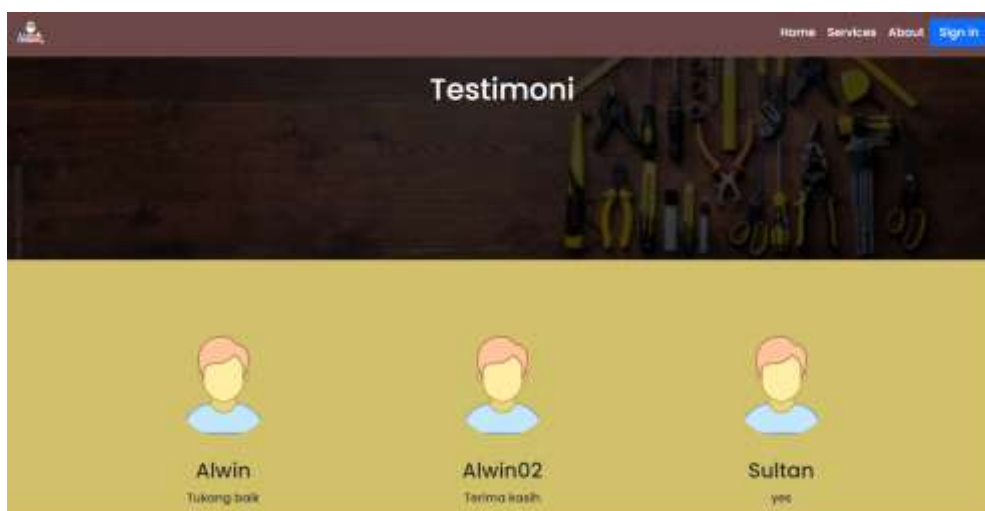 Home Services About Sign in
Testimoni
Alwin Alwin02 Sultan
Tukang baik Terima kasih yes